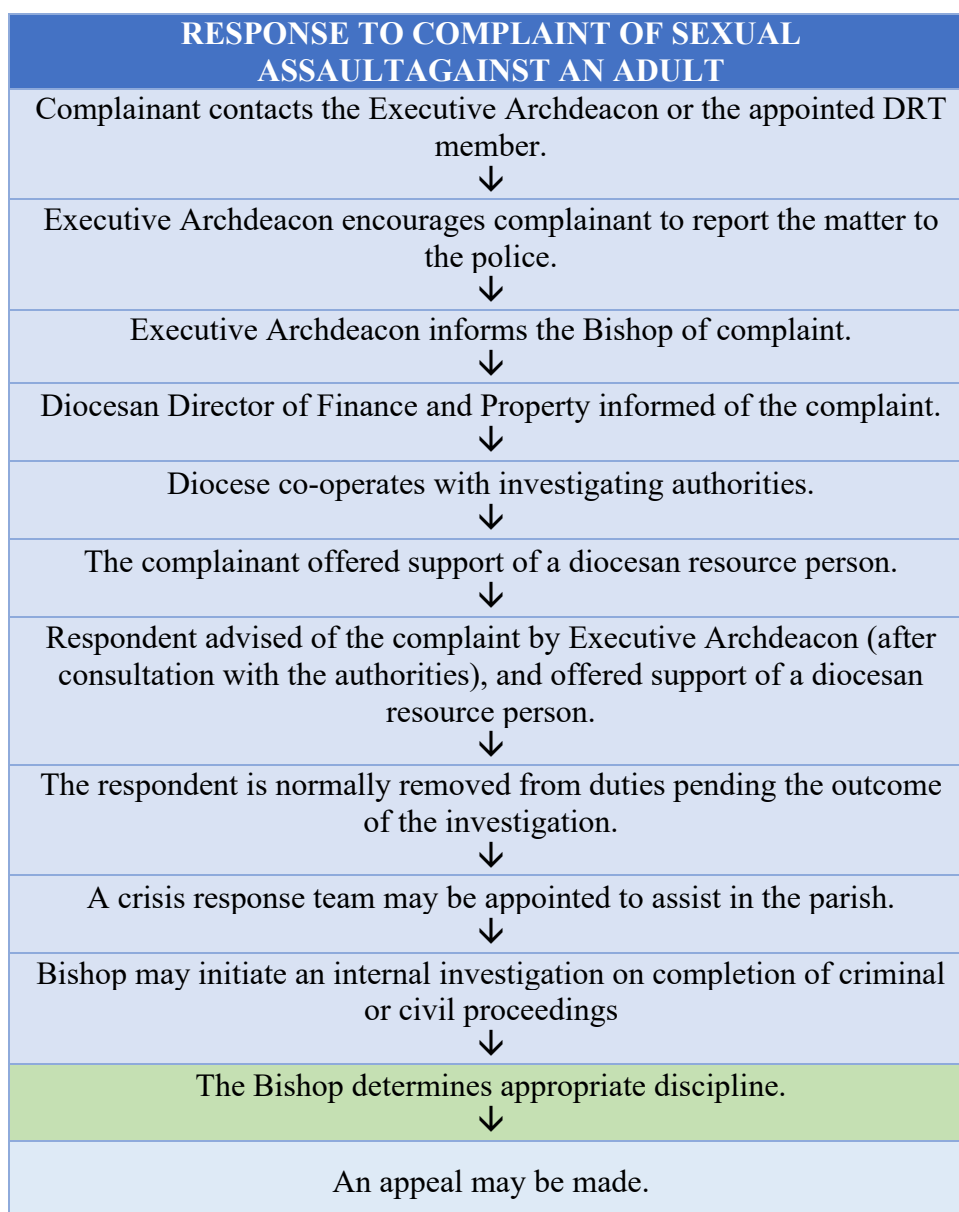 RESPONSE TO COMPLAINT OF SEXUAL
ASSAULTAGAINST AN ADULT
Complainant contacts the Executive Archdeacon or the appointed DRT
member.
↓
Executive Archdeacon encourages complainant to report the matter to
the police.
↓
Executive Archdeacon informs the Bishop of complaint.
↓
Diocesan Director of Finance and Property informed of the complaint.
↓
Diocese co-operates with investigating authorities.
↓
The complainant offered support of a diocesan resource person.
↓
Respondent advised of the complaint by Executive Archdeacon (after
consultation with the authorities), and offered support of a diocesan
resource person.
↓
The respondent is normally removed from duties pending the outcome
of the investigation.
↓
A crisis response team may be appointed to assist in the parish.
↓
Bishop may initiate an internal investigation on completion of criminal
or civil proceedings
↓
The Bishop determines appropriate discipline.
↓
An appeal may be made.